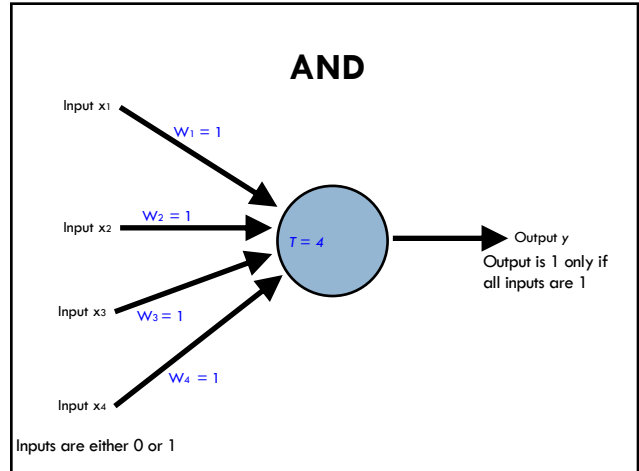 AND
Input x1
W1 = 1
Input x2
W2 = 1
T = 4
Output y
Output is 1 only if
all inputs are 1
Input x3
W3 = 1
W4 = 1
Input x4
Inputs are either 0 or 1